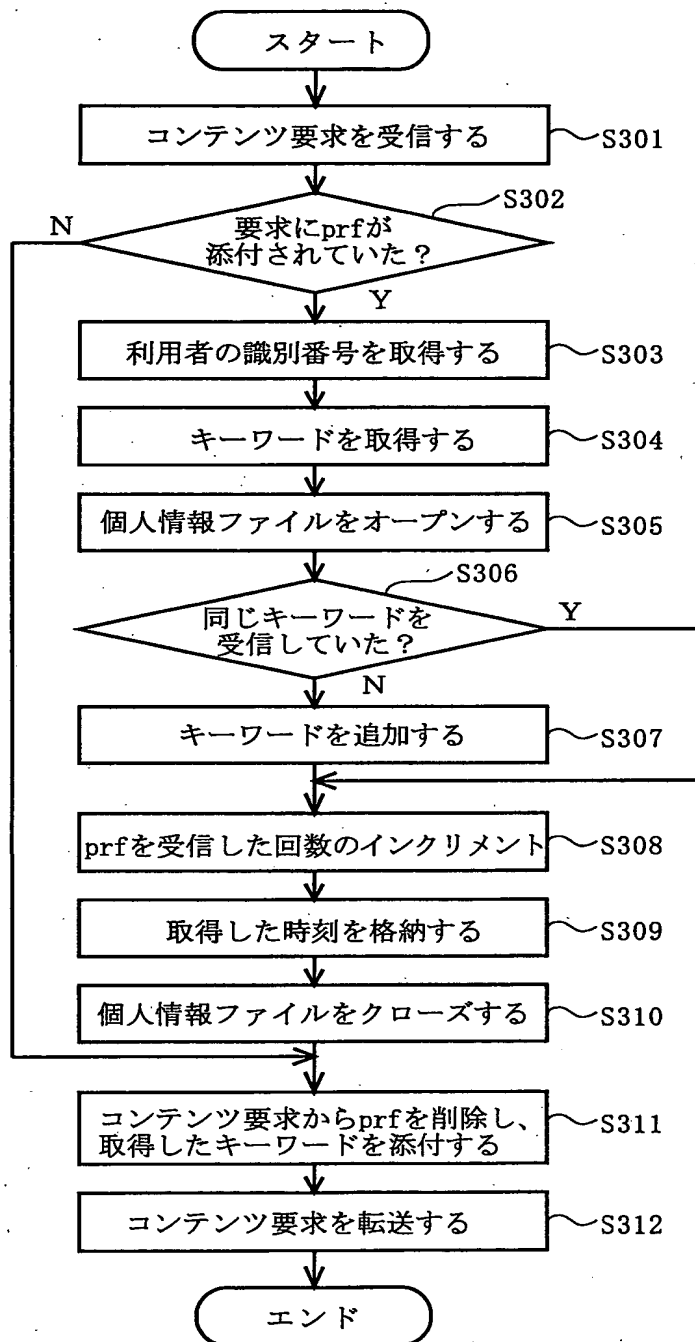 スタート
コンテンツ要求を受信する
S301
S302
要求にprfが
添付されていた？
N
Y
利用者の識別番号を取得する
S303
キーワードを取得する
S304
個人情報ファイルをオープンする
S305
S306
同じキーワードを
受信していた？
Y
N
キーワードを追加する
S307
prfを受信した回数のインクリメント
S308
取得した時刻を格納する
S309
個人情報ファイルをクローズする
S310
コンテンツ要求からprfを削除し、
取得したキーワードを添付する
S311
コンテンツ要求を転送する
S312
エンド